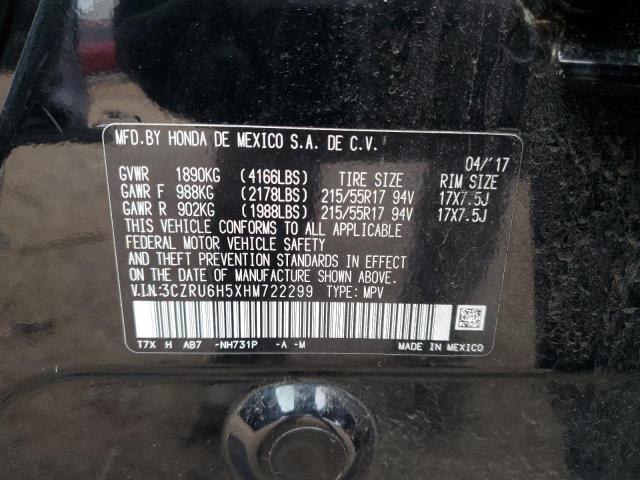 MFD.BY HONDA DE MEXICO S.A. DE C.V.
04/'17
GVWR 1890KG (4166LBS) TIRE SIZE RIM SIZE
GAWR F 988KG (2178LBS) 215/55R17 94V 17X7.5J
GAWR R 902KG (1988LBS) 215/55R17 94V 17X7.5J
THIS VEHICLE CONFORMS TO ALL APPLICABLE
FEDERAL MOTOR VEHICLE SAFETY
AND THEFT PREVENTION STANDARDS IN EFFECT
ON THE DATE OF MANUFACTURE SHOWN ABOVE.
V.I.N:3CZRU6H5XHM722299 TYPE: MPV
T7X H AB7 -NH731P -A -M MADE IN MEXICO